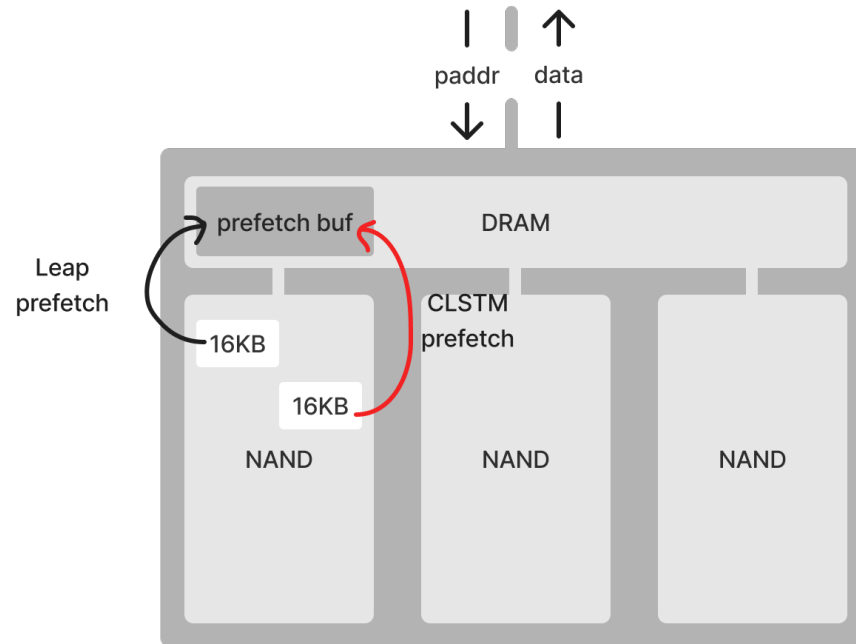 paddr
data
prefetch buf
DRAM
Leap
prefetch
CLSTM
prefetch
16KB
16KB
NAND
NAND
NAND